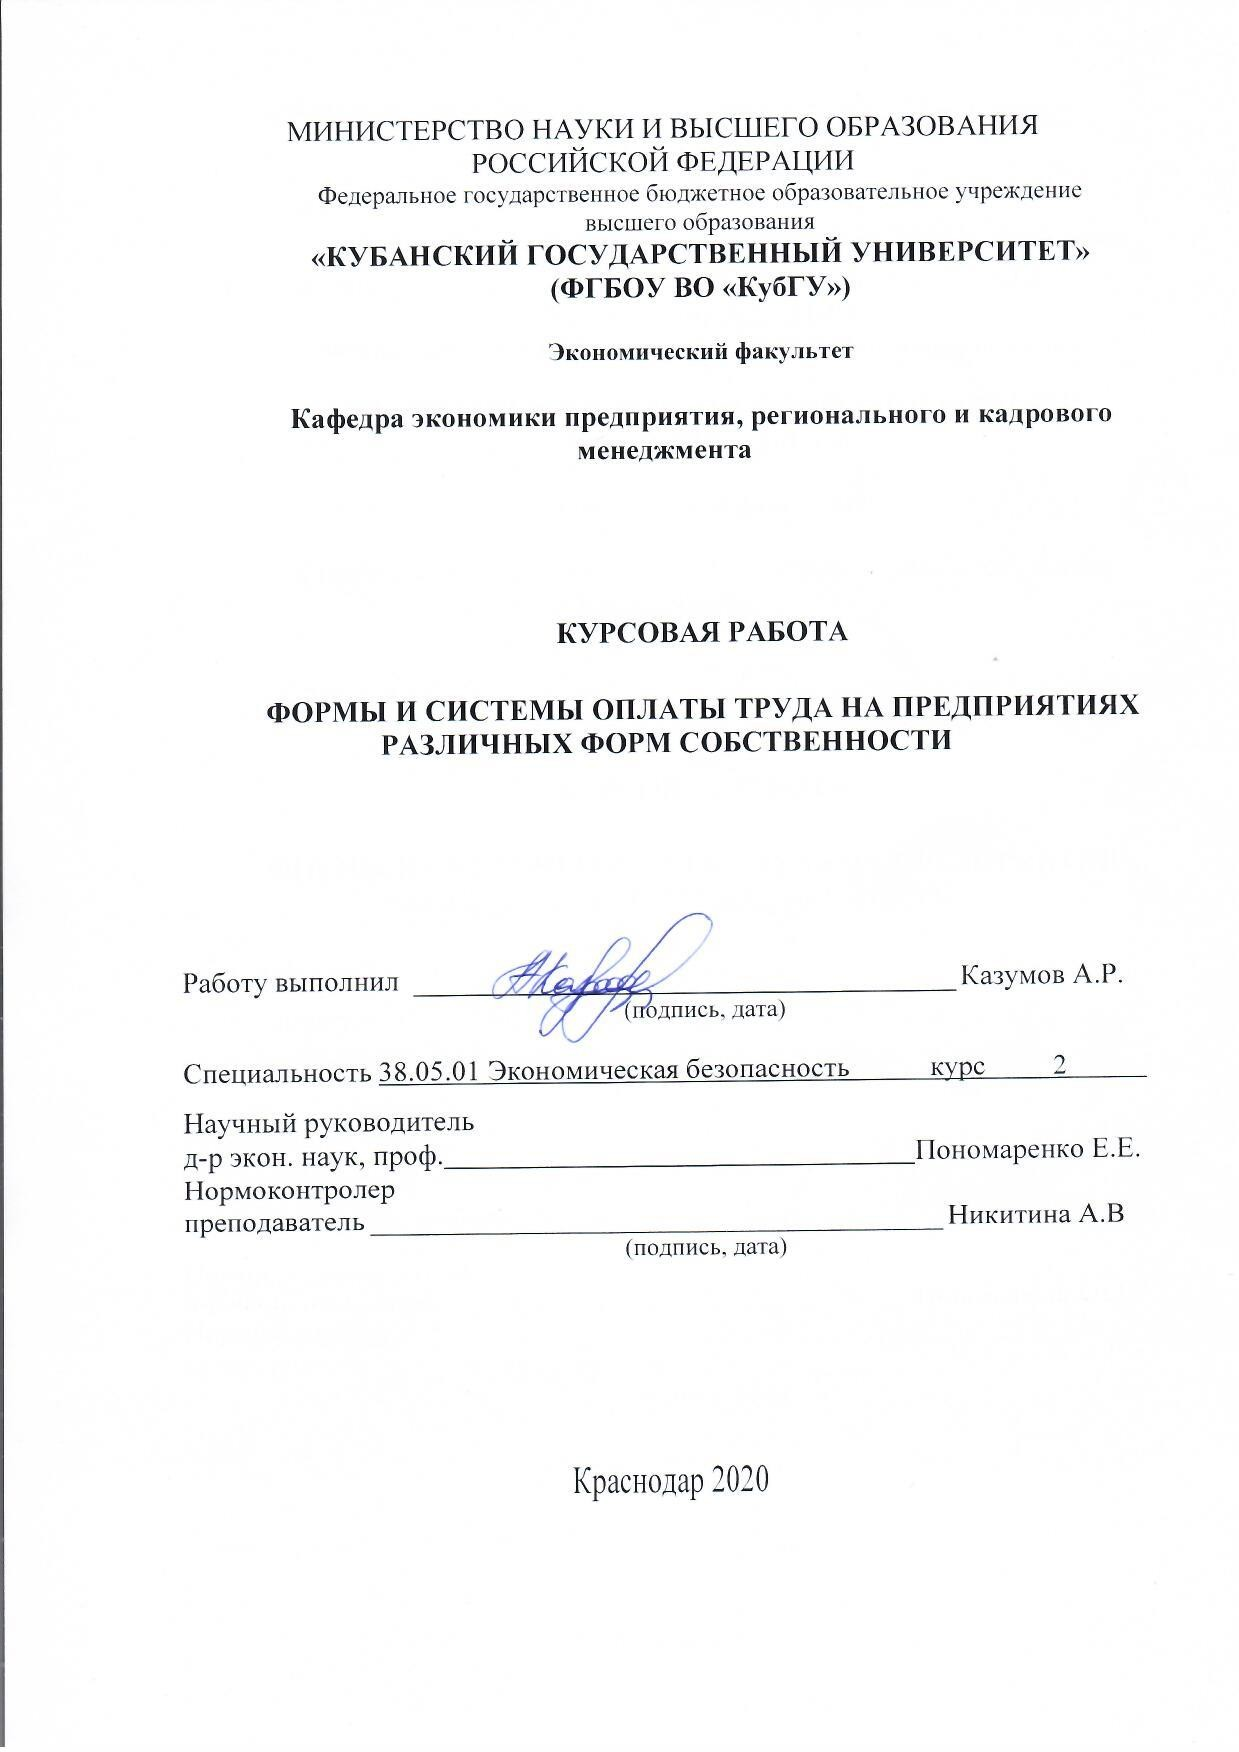 МИНИСТЕРСТВО НАУКИ И ВЫСШЕГО ОБРАЗОВАНИЯ
РОССИЙСКОЙ ФЕДЕРАЦИИ
Федеральное государственное бюджетное образовательное учреждение
высшего образования
«КУБАНСКИЙ ГОСУДАРСТВЕННЫЙ УНИВЕРСИТЕТ»
(ФГБОУ ВО «КубГУ»)
Экономический факультет
Кафедра экономики предприятия, регионального и кадрового
менеджмента
КУРСОВАЯ РАБОТА
ФОРМЫ И СИСТЕМЫ ОПЛАТЫ ТРУДА НА ПРЕДПРИЯТИЯХ
РАЗЛИЧНЫХ ФОРМ СОБСТВЕННОСТИ
Работу выполнил Казумов А.Р.
(подпись, дата)
Специальность 38.05.01 Экономическая безопасность курс 2
Научный руководитель
д-р экон. наук, проф. Пономаренко Е.Е.
Нормоконтролер
преподаватель Никитина А.В
(подпись, дата)
Краснодар 2020